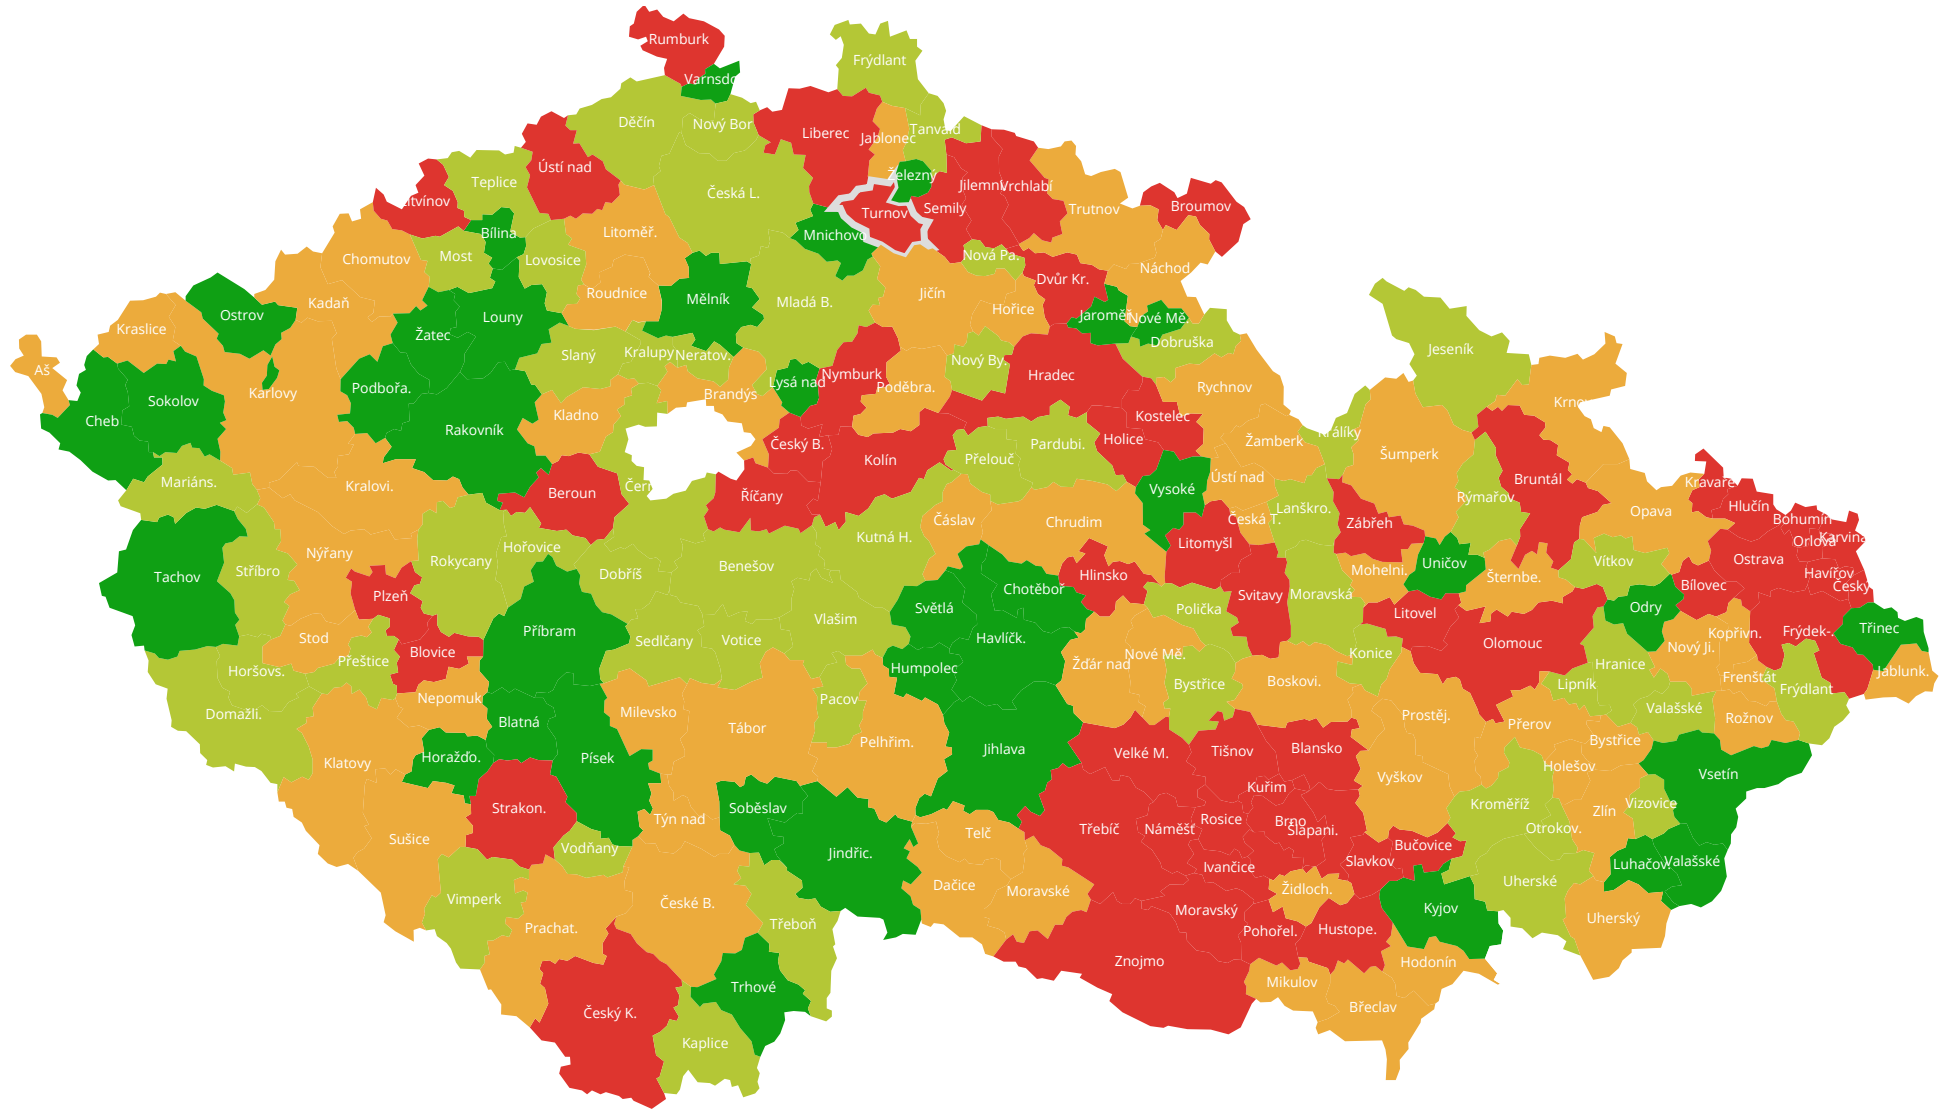 Rumburk
Varnsdo
Frýdlant
Děčín
Nový Bor
Liberec
Jablonec
Tanvald
Ústí nad
Teplice
Česká L.
Železný
Jilemni
Vrchlabí
Semily
Turnov
Trutnov
Broumov
tvínov
Bílina
Litoměř.
Mnichovo
Chomutov
Most
Lovosice
Nová Pa.
Náchod
Roudnice
Mělník
Mladá B.
Jičín
Dvůr Kr.
Kadaň
Ostrov
Kraslice
Louny
Žatec
Hořice
Jaroměř
Nové Mě.
Dobruška
Jeseník
Slaný
Kralupy
Neratov.
Nový By.
Aš
Lysá nad
Nymburk
Poděbra.
Hradec
Rychnov
Podbořa.
Karlovy
Sokolov
Brandýs
Krnov
Cheb
Kladno
Rakovník
Kostelec
Holice
Žamberk
Králíky
Český B.
Pardubi.
Přelouč
Kolín
Šumperk
Mariáns.
Kralovi.
Beroun
Čer
Říčany
Vysoké
Ústí nad
Bruntál
Kravaře
Rýmařov
Lanškro.
Hlučín
Opava
Bohumín
Čáslav
Chrudim
Česká T.
Zábřeh
Kutná H.
Litomyšl
Orlová
Karviná
Hořovice
Nýřany
Rokycany
Stříbro
Tachov
Dobříš
Benešov
Ostrava
Vítkov
Uničov
Mohelni.
Šternbe.
Hlinsko
Chotěboř
Havířov
Český
Bílovec
Plzeň
Světlá
Polička
Svitavy
Moravská
Litovel
Odry
Vlašim
Příbram
Stod
Havlíčk.
Sedlčany
Votice
Kopřivn.
Frýdek-.
Třinec
Olomouc
Nový Ji.
Blovice
Přeštice
Konice
Žďár nad
Nové Mě.
Hranice
Humpolec
Horšovs.
Jablunk.
Frenštát
Bystřice
Boskovi.
Lipník
Frýdlant
Nepomuk
Pacov
Valašské
Rožnov
Domažli.
Milevsko
Blatná
Prostěj.
Přerov
Tábor
Pelhřim.
Jihlava
Bystřice
Velké M.
Tišnov
Blansko
Horažďo.
Písek
Klatovy
Holešov
Vsetín
Vyškov
Kuřim
Strakon.
Soběslav
Kroměříž
Vizovice
Zlín
Týn nad
Rosice
Brno
Šlapani.
Třebíč
Náměšť
Otrokov.
Telč
Sušice
Vodňany
Jindřic.
Bučovice
Slavkov
Luhačov.
Valašské
Ivančice
Uherské
Dačice
Moravské
Židloch.
Vimperk
České B.
Kyjov
Moravský
Uherský
Třeboň
Prachat.
Pohořel.
Hustope.
Znojmo
Hodonín
Mikulov
Trhové
Břeclav
Český K.
Kaplice